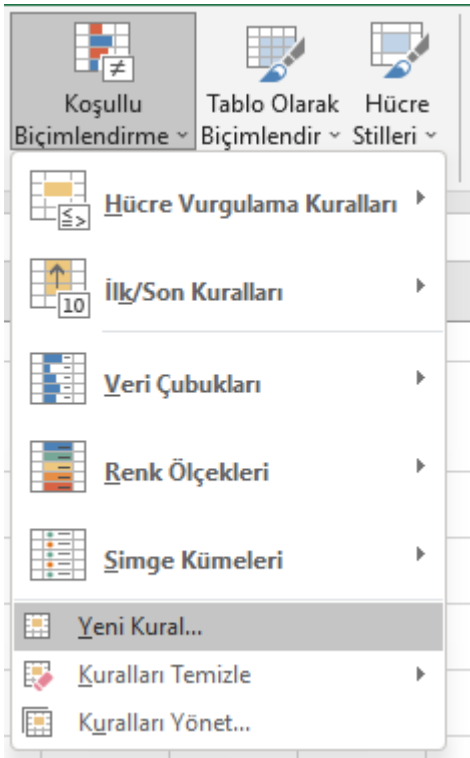 Koşullu
Biçimlendirme
Tablo Olarak
Biçimlendir
Hücre
Stilleri
Hücre Vurgulama Kuralları
10
İlk/Son Kuralları
Veri Çubukları
Renk Ölçekleri
Simge Kümeleri
Yeni Kural...
Kuralları Temizle
Kuralları Yönet...